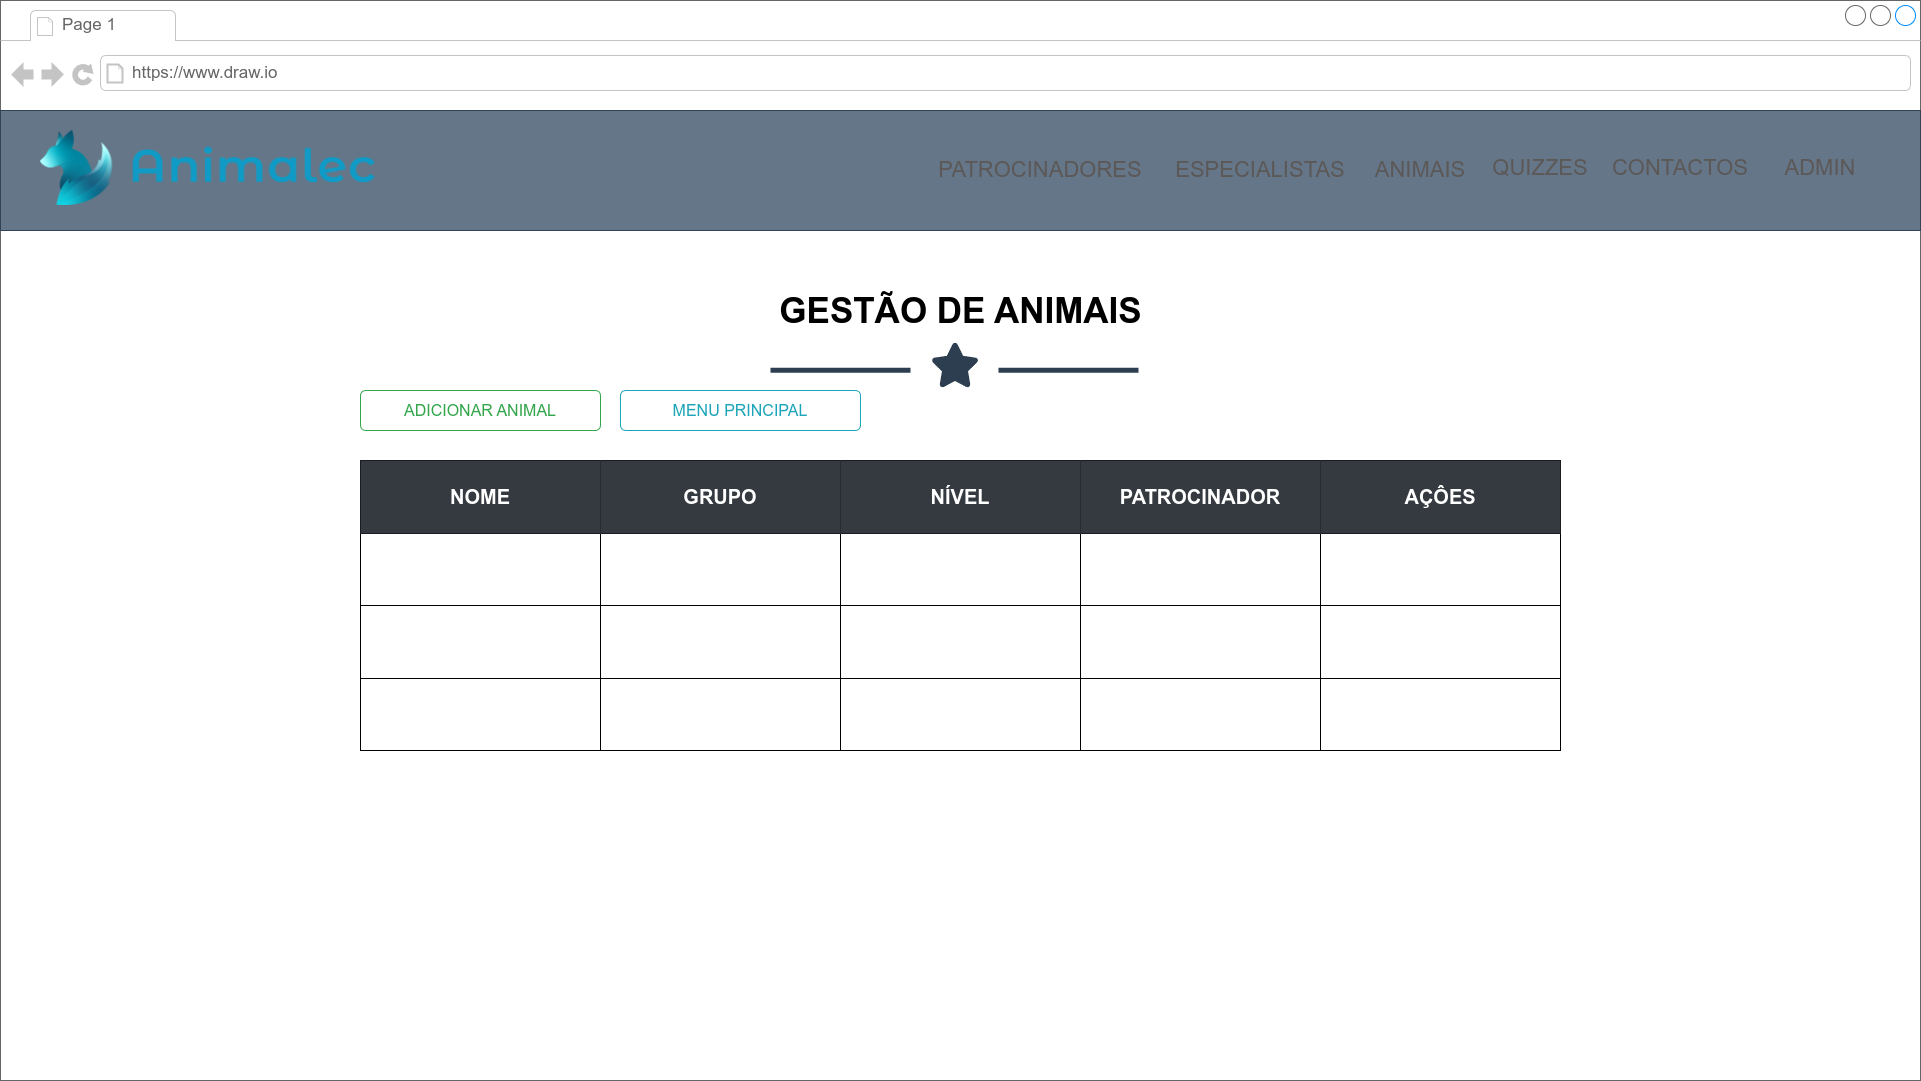 Page 1
https://www.draw.io
Animalec
PATROCINADORES ESPECIALISTAS ANIMAIS QUIZZES CONTACTOS ADMIN
GESTÃO DE ANIMAIS
ADICIONAR ANIMAL MENU PRINCIPAL
NOME GRUPO NÍVEL PATROCINADOR AÇÔES